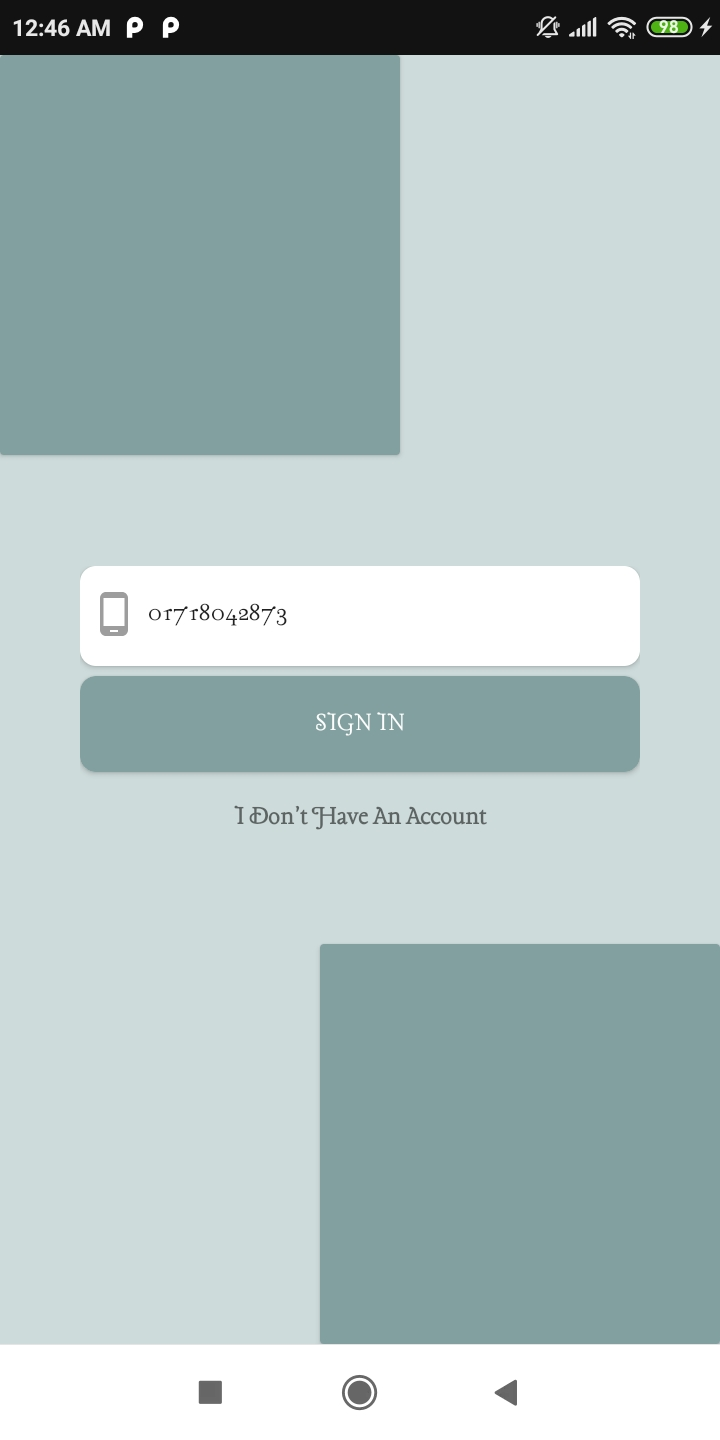 12:46 AM
98
01718042873
SIGN IN
I Don't Have An Account